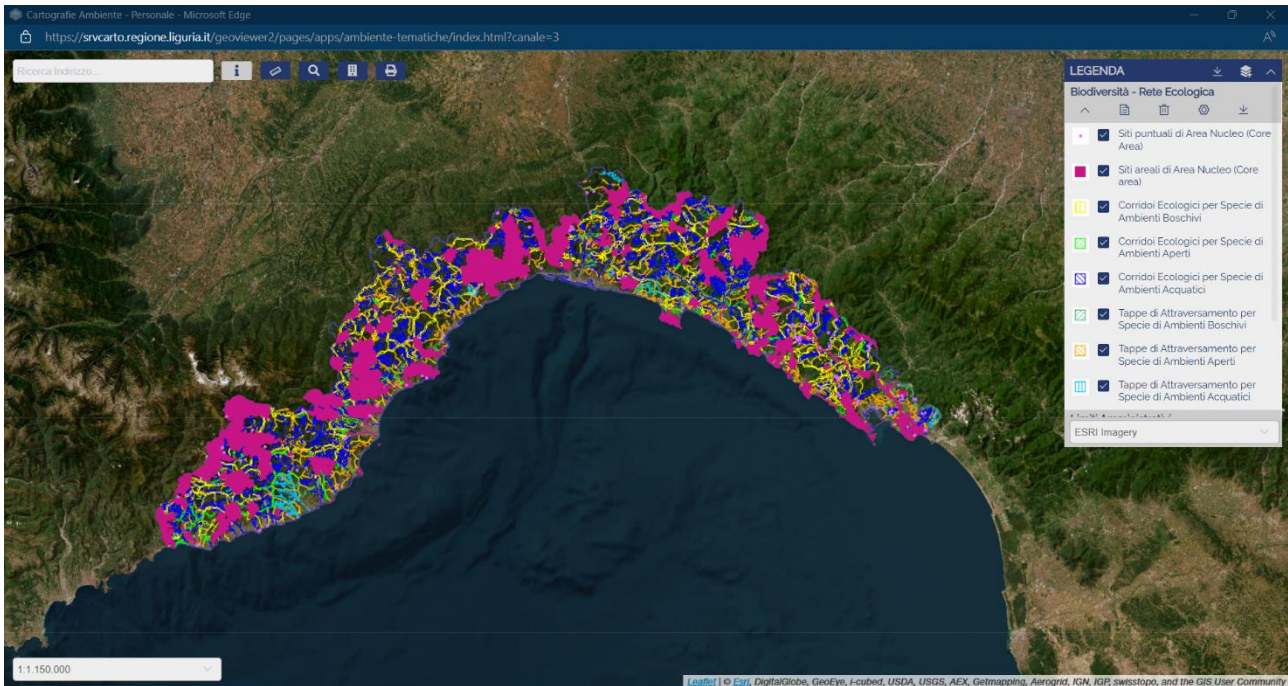 Cartografie Ambiente - Personale - Microsoft Edge
https://srvcarto.regione.liguria.it/geoviewer2/pages/apps/ambiente-tematiche/index.html?canale=3
Ricerca Indirizzo...
LEGENDA
Biodiversità - Rete Ecologica
Siti puntuali di Area Nucleo (Core
Area)
Siti areali di Area Nucleo (Core
area)
Corridoi Ecologici per Specie di
Ambienti Boschivi
Corridoi Ecologici per Specie di
Ambienti Aperti
Corridoi Ecologici per Specie di
Ambienti Acquatici
Tappe di Attraversamento per
Specie di Ambienti Boschivi
Tappe di Attraversamento per
Specie di Ambienti Aperti
Tappe di Attraversamento per
Specie di Ambienti Acquatici
Limiti Amministrativi
ESRI Imagery
1:1.150.000
Leaflet | © Esri, DigitalGlobe, GeoEye, i-cubed, USDA, USGS, AEX, Getmapping, Aerogrid, IGN, IGP, swisstopo, and the GIS User Community